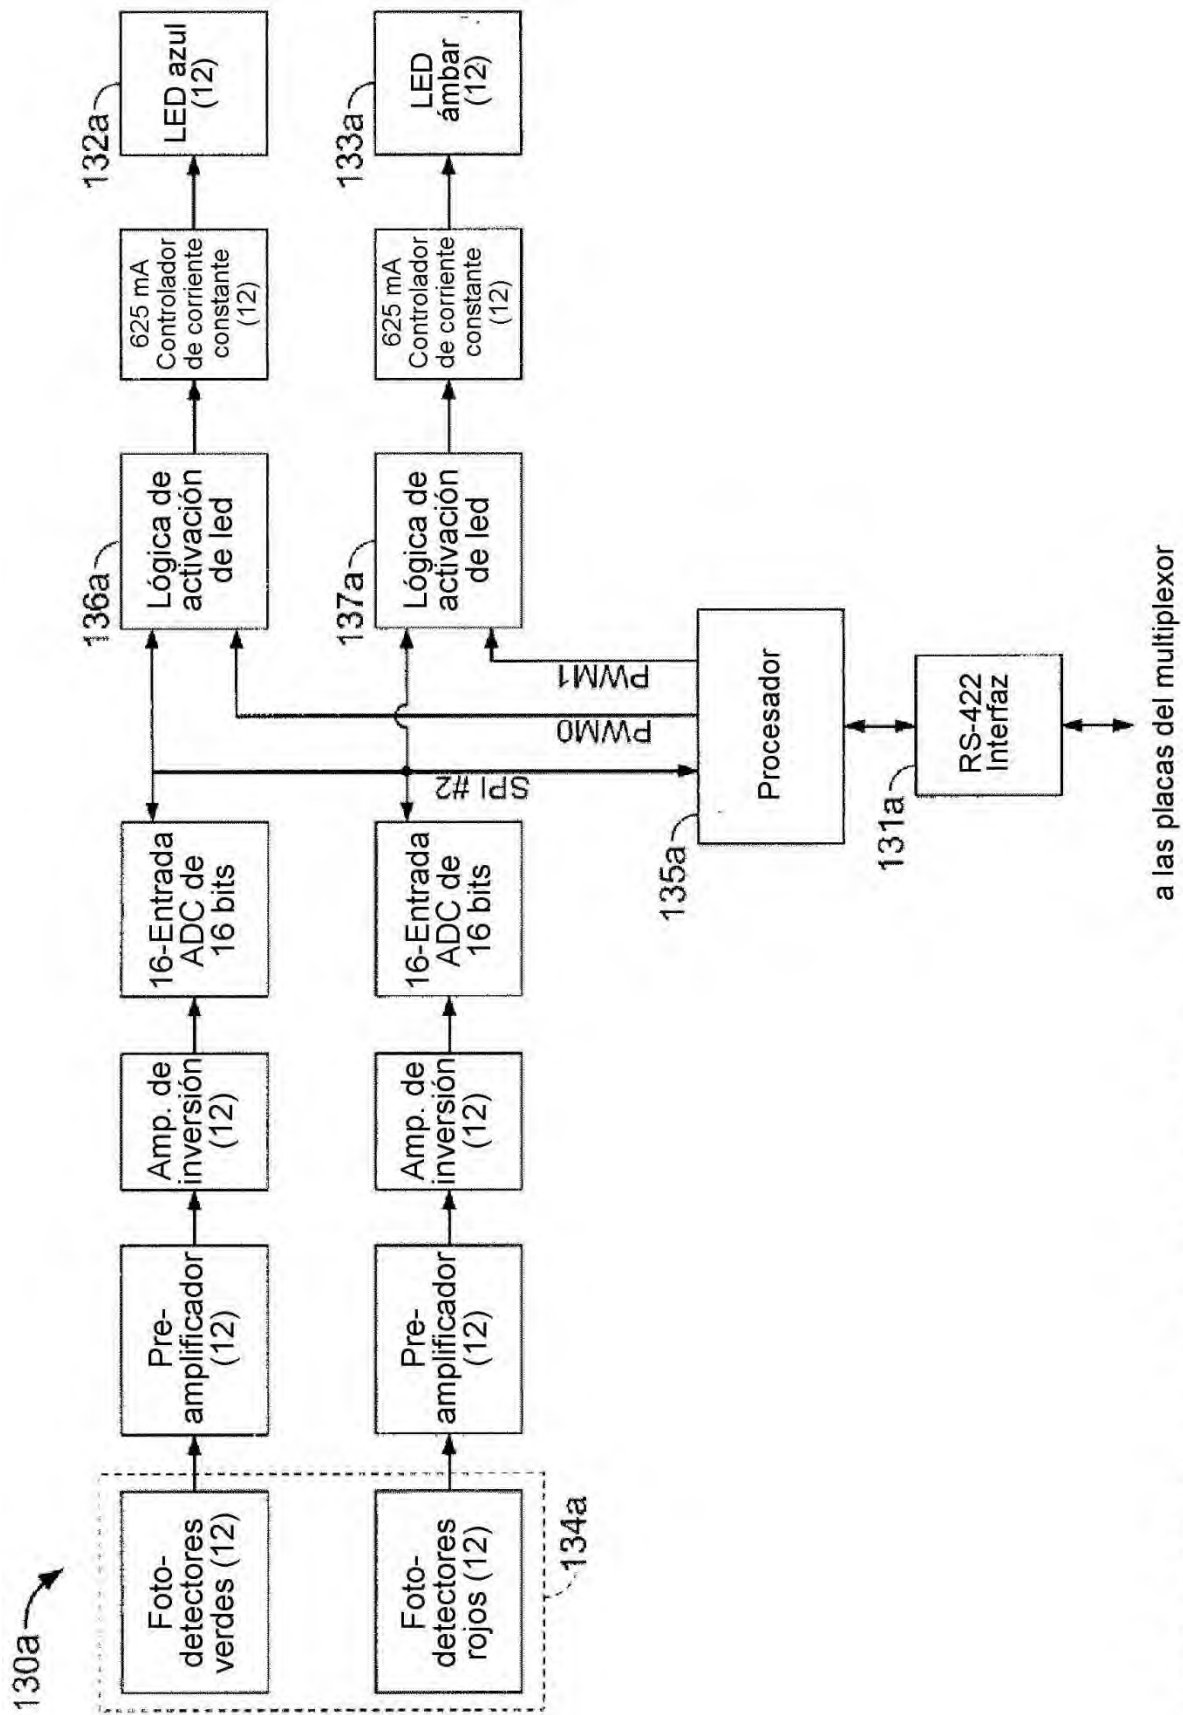 130a
Foto-
detectores
verdes (12)
Pre-
amplificador
(12)
Amp. de
inversión
(12)
16-Entrada
ADC de
16 bits
136a
Lógica de
activación
de led
625 mA
Controlador
de corriente
constante
(12)
132a
LED azul
(12)
Foto-
detectores
rojos (12)
134a
Pre-
amplificador
(12)
Amp. de
inversión
(12)
16-Entrada
ADC de
16 bits
137a
Lógica de
activación
de led
625 mA
Controlador
de corriente
constante
(12)
133a
LED
ámbar
(12)
SPI #2
PWM0
PWM1
135a
Procesador
131a
RS-422
Interfaz
a las placas del multiplexor